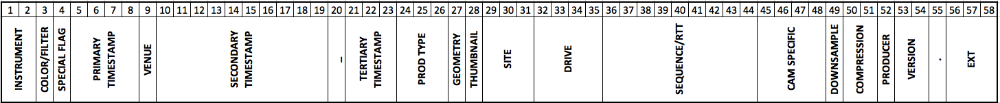 1 2 3 4 5 6 7 8 9 10 11 12 13 14 15 16 17 18 19 20 21 22 23 24 25 26 27 28 29 30 31 32 33 34 35 36 37 38 39 40 41 42 43 44 45 46 47 48 49 50 51 52 53 54 55 56 57 58
INSTRUMENT
COLOR/FILTER
SPECIAL FLAG
PRIMARY
TIMESTAMP
VENUE
SECONDARY
TIMESTAMP
_
TERTIARY
TIMESTAMP
PROD TYPE
GEOMETRY
THUMBNAIL
SITE
DRIVE
SEQUENCE/RTT
CAM SPECIFIC
DOWNSAMPLE
COMPRESSION
PRODUCER
VERSION
.
EXT